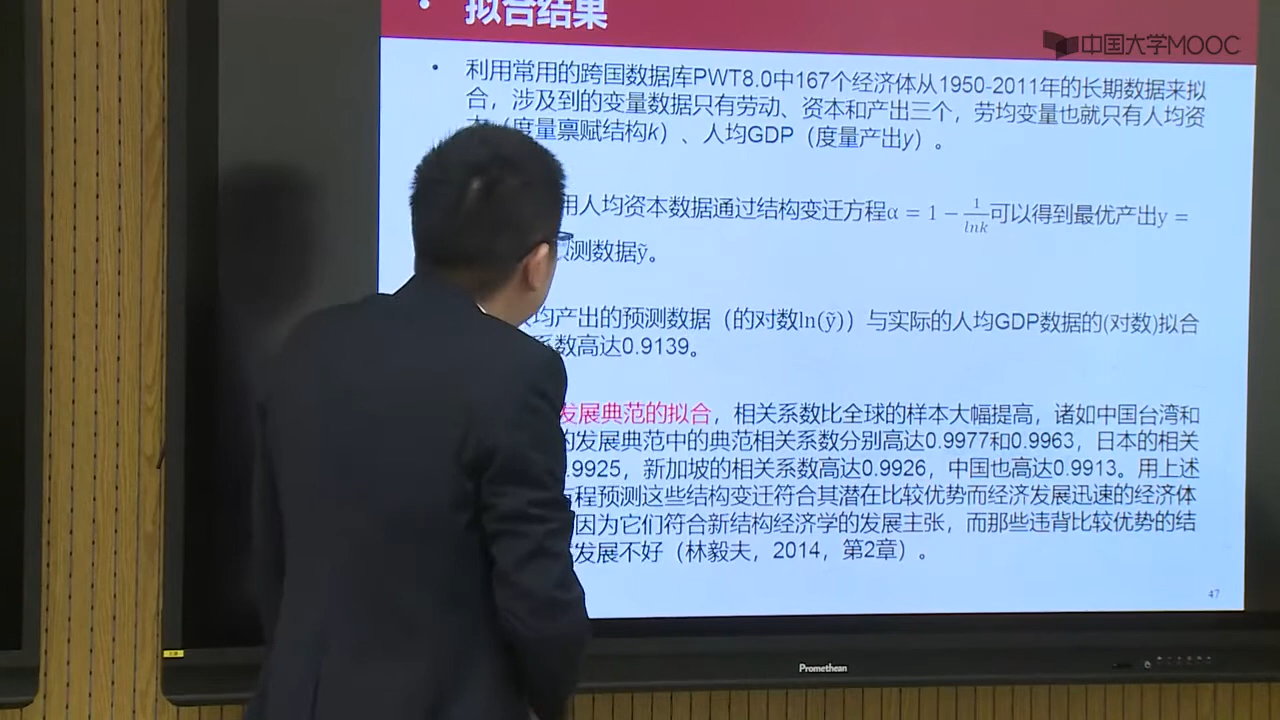 • 拟合结果
中国大学MOOC
• 利用常用的跨国数据库PWT8.0中167个经济体从1950-2011年的长期数据来拟
合，涉及到的变量数据只有劳动、资本和产出三个，劳均变量也就只有人均资
（度量禀赋结构k）、人均GDP（度量产出y）。
用人均资本数据通过结构变迁方程α = 1 − 1/lnk 可以得到最优产出y =
测数据ỹ。
均产出的预测数据（的对数ln(ỹ)）与实际的人均GDP数据的(对数)拟合
系数高达0.9139。
发展典范的拟合，相关系数比全球的样本大幅提高，诸如中国台湾和
的发展典范中的典范相关系数分别高达0.9977和0.9963，日本的相关
.9925，新加坡的相关系数高达0.9926，中国也高达0.9913。用上述
方程预测这些结构变迁符合其潜在比较优势而经济发展迅速的经济体
因为它们符合新结构经济学的发展主张，而那些违背比较优势的结
发展不好（林毅夫，2014，第2章）。
47
Promethean